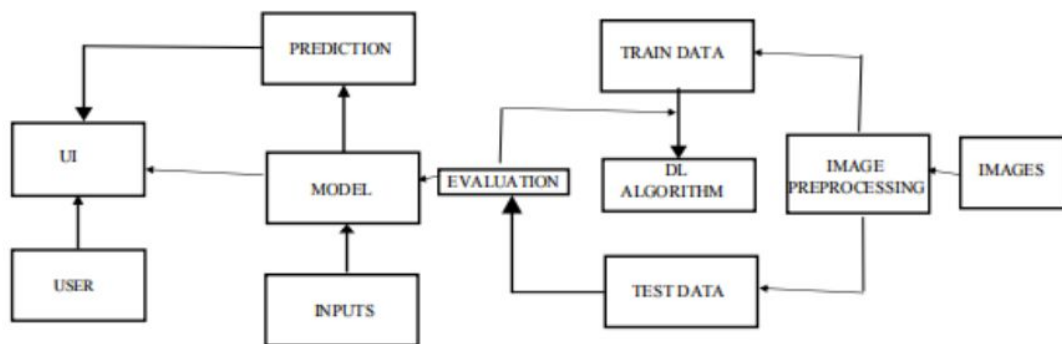 PREDICTION
TRAIN DATA
UI
MODEL
EVALUATION
DL
ALGORITHM
IMAGE
PREPROCESSING
IMAGES
USER
INPUTS
TEST DATA